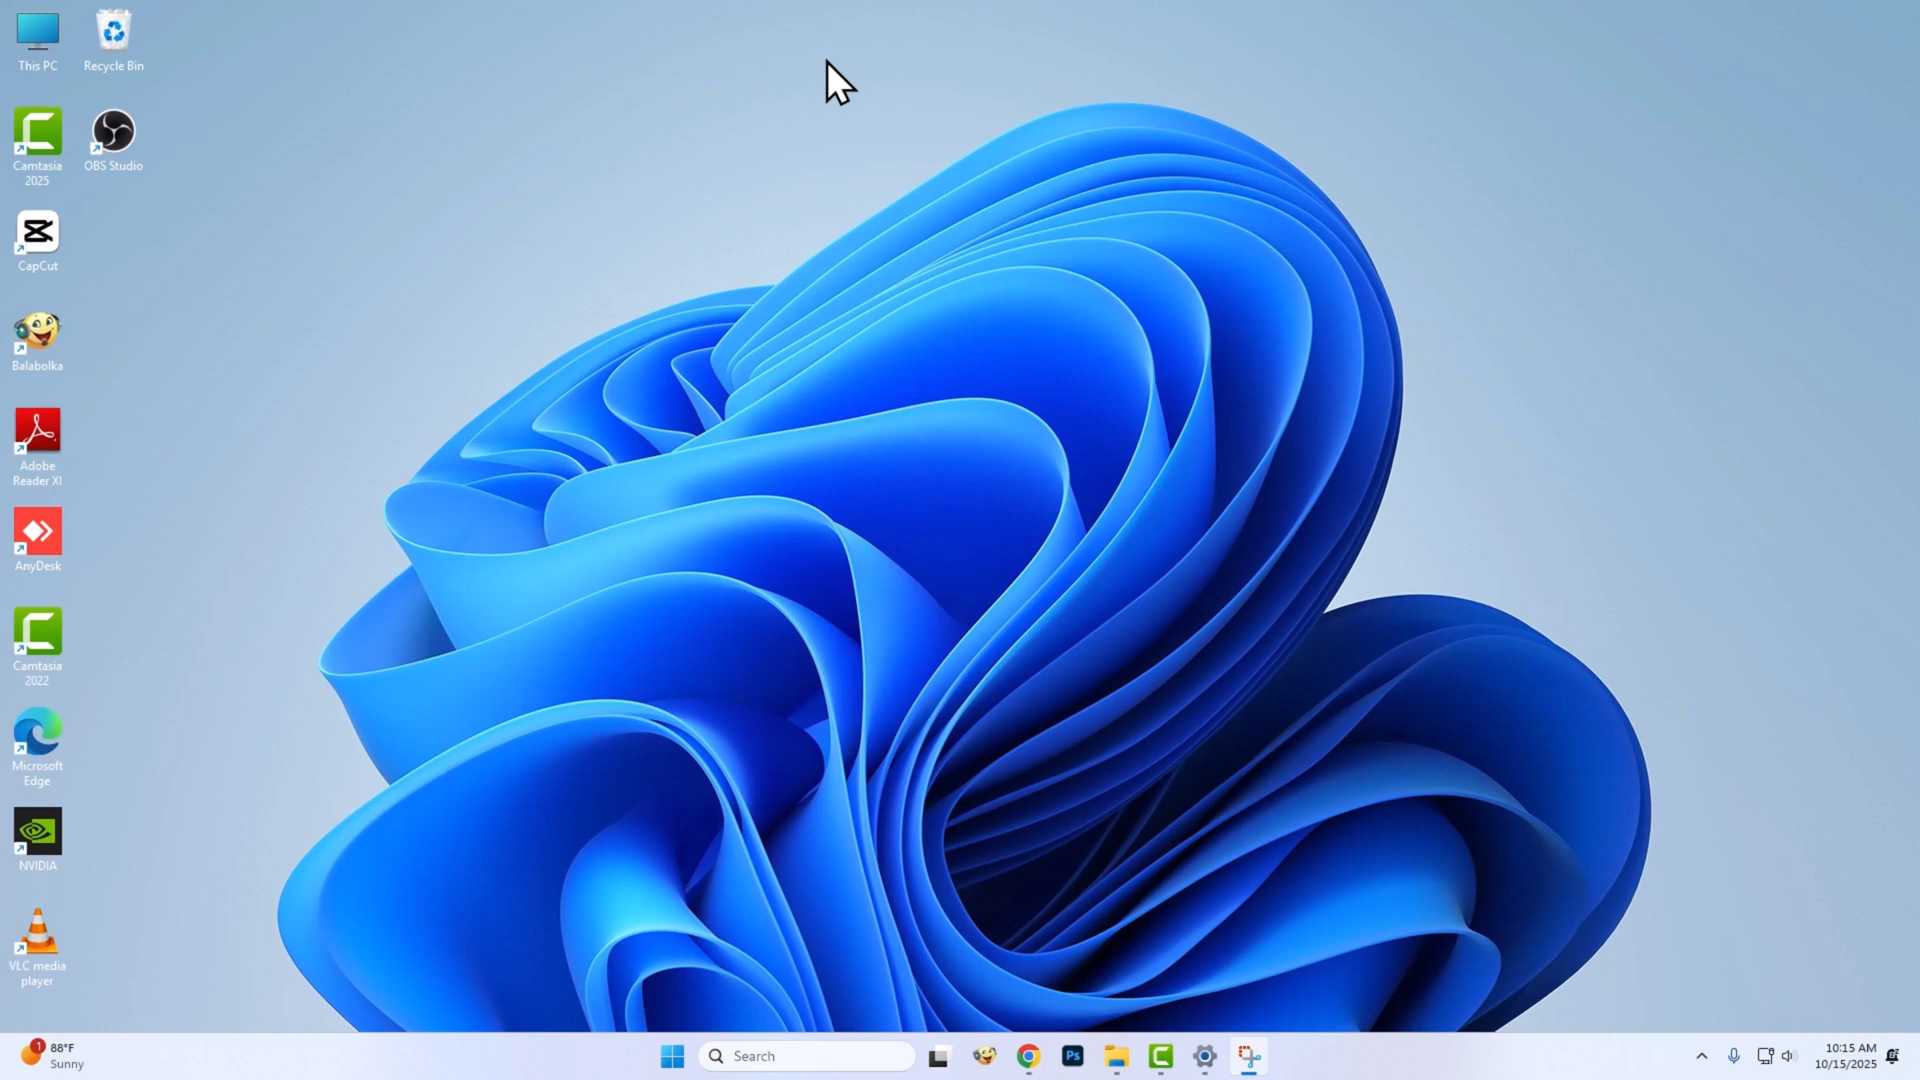 This PC
Recycle Bin
Camtasia
2025
OBS Studio
CapCut
Balabolka
Adobe
Reader XI
AnyDesk
Camtasia
2022
Microsoft
Edge
NVIDIA
VLC media
player
1
88°F
Sunny
Search
Ps
10:15 AM
10/15/2025